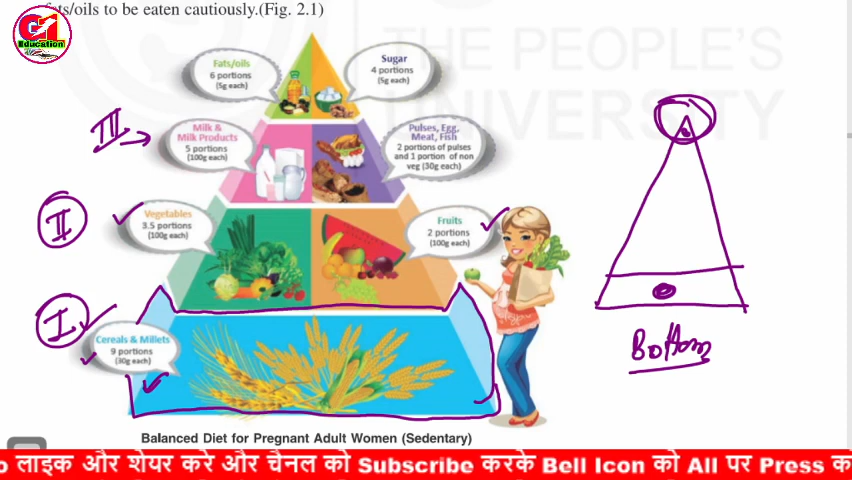 fats/oils to be eaten cautiously.(Fig. 2.1)
Education
THE PEOPLE'S
UNIVERSITY
Fats/oils
6 portions
(5g each)
Sugar
4 portions
(5g each)
III
Milk &
Milk Products
5 portions
(100g each)
Pulses, Egg,
Meat, Fish
2 portions of pulses
and 1 portion of non
veg (30g each)
II
Vegetables
3.5 portions
(100g each)
Fruits
2 portions
(100g each)
I
Cereals & Millets
9 portions
(30g each)
Bottom
Balanced Diet for Pregnant Adult Women (Sedentary)
o लाइक और शेयर करे और चैनल को Subscribe करके Bell Icon को All पर Press क